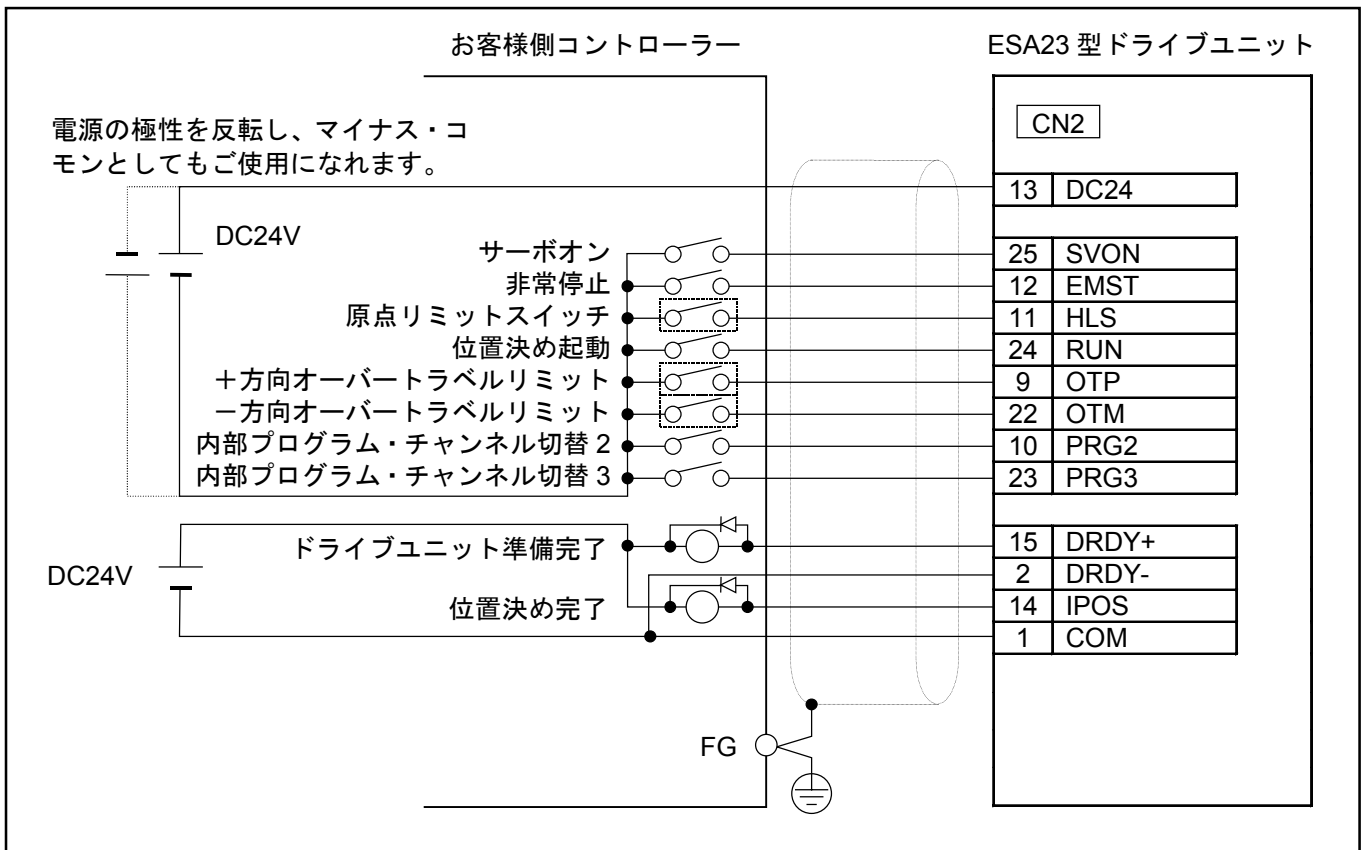 お客様側コントローラー
ESA23 型ドライブユニット
電源の極性を反転し、マイナス・コ
モンとしてもご使用になれます。
CN2
13 DC24
DC24V
サーボオン 25 SVON
非常停止 12 EMST
原点リミットスイッチ 11 HLS
位置決め起動 24 RUN
＋方向オーバートラベルリミット 9 OTP
－方向オーバートラベルリミット 22 OTM
内部プログラム・チャンネル切替 2 10 PRG2
内部プログラム・チャンネル切替 3 23 PRG3
ドライブユニット準備完了 15 DRDY+
DC24V 2 DRDY-
位置決め完了 14 IPOS
1 COM
FG